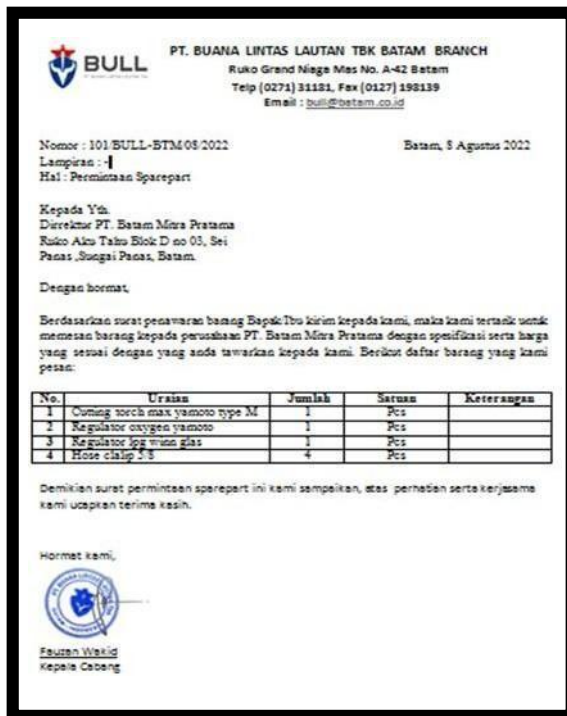 BULL
PT. BUANA LINTAS LAUTAN TBK BATAM BRANCH
Ruko Grand Niaga Mas No. A-42 Batam
Telp (0271) 31181, Fax (0127) 198139
Email : bull@batam.co.id
Nomor : 101/BULL-BTM/08/2022 Batam, 8 Agustus 2022
Lampiran : -
Hal : Permintaan Sparepart
Kepada Yth.
Dirrektur PT. Batam Mitra Pratama
Ruko Aku Tahu Blok D no 03, Sei
Panas ,Sungai Panas, Batam.
Dengan hormat,
Berdasarkan surat penawaran barang Bapak/Ibu kirim kepada kami, maka kami tertarik untuk
memesan barang kepada perusahaan PT. Batam Mitra Pratama dengan spesifikasi serta harga
yang sesuai dengan yang anda tawarkan kepada kami. Berikut daftar barang yang kami
pesan:
No. Uraian Jumlah Satuan Keterangan
1 Cutting torch max yamoto type M 1 Pcs
2 Regulator oxygen yamoto 1 Pcs
3 Regulator lpg winn glas 1 Pcs
4 Hose clalip 5/8 4 Pcs
Demikian surat permintaan sparepart ini kami sampaikan, atas perhatian serta kerjasama
kami ucapkan terima kasih.
Hormat kami,
Fauzan Wakid
Kepala Cabang